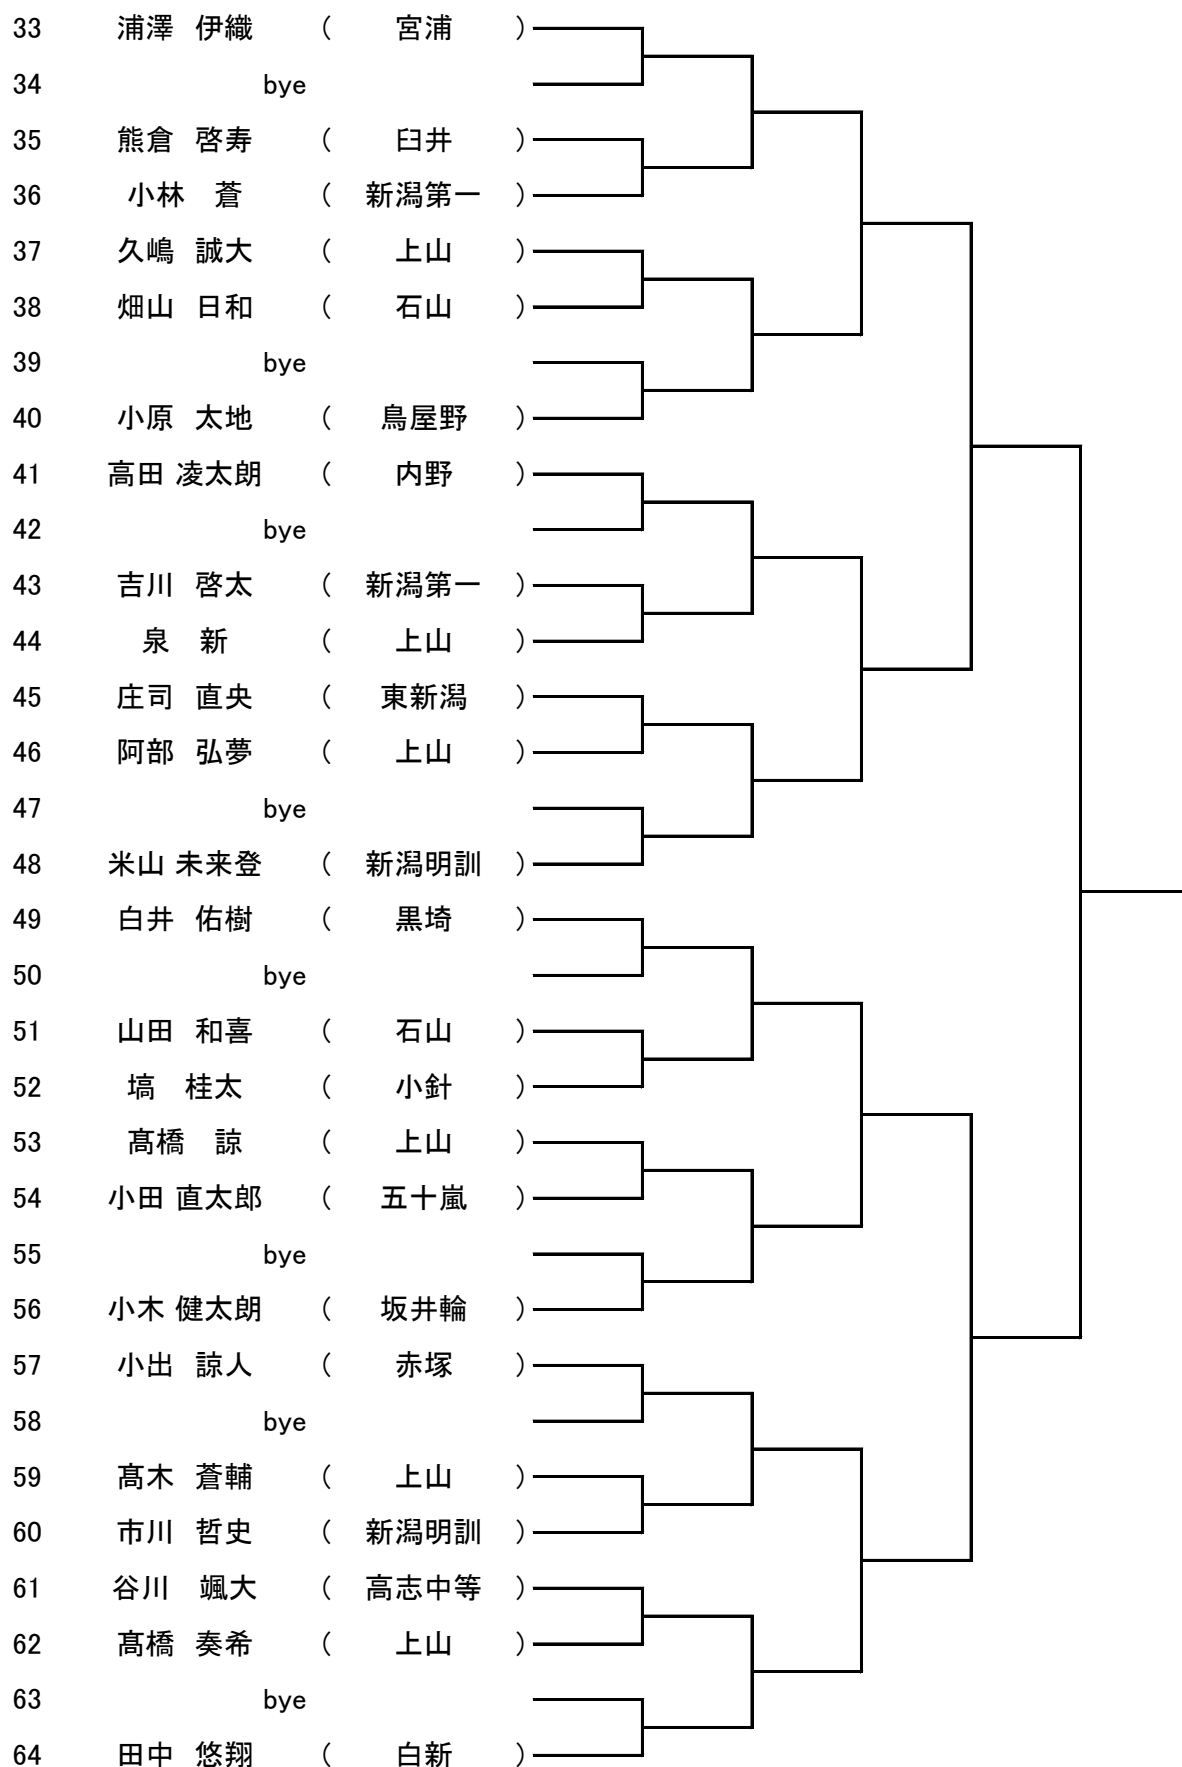 33 浦澤 伊織 ( 宮浦 )
34 bye
35 熊倉 啓寿 ( 臼井 )
36 小林 蒼 ( 新潟第一 )
37 久嶋 誠大 ( 上山 )
38 畑山 日和 ( 石山 )
39 bye
40 小原 太地 ( 鳥屋野 )
41 高田 凌太朗 ( 内野 )
42 bye
43 吉川 啓太 ( 新潟第一 )
44 泉 新 ( 上山 )
45 庄司 直央 ( 東新潟 )
46 阿部 弘夢 ( 上山 )
47 bye
48 米山 未来登 ( 新潟明訓 )
49 白井 佑樹 ( 黒埼 )
50 bye
51 山田 和喜 ( 石山 )
52 塙 桂太 ( 小針 )
53 髙橋 諒 ( 上山 )
54 小田 直太郎 ( 五十嵐 )
55 bye
56 小木 健太朗 ( 坂井輪 )
57 小出 諒人 ( 赤塚 )
58 bye
59 髙木 蒼輔 ( 上山 )
60 市川 哲史 ( 新潟明訓 )
61 谷川 颯大 ( 高志中等 )
62 髙橋 奏希 ( 上山 )
63 bye
64 田中 悠翔 ( 白新 )